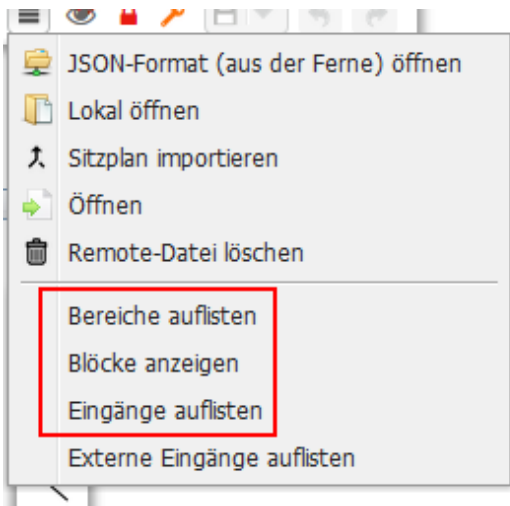 JSON-Format (aus der Ferne) öffnen
Lokal öffnen
Sitzplan importieren
Öffnen
Remote-Datei löschen
Bereiche auflisten
Blöcke anzeigen
Eingänge auflisten
Externe Eingänge auflisten